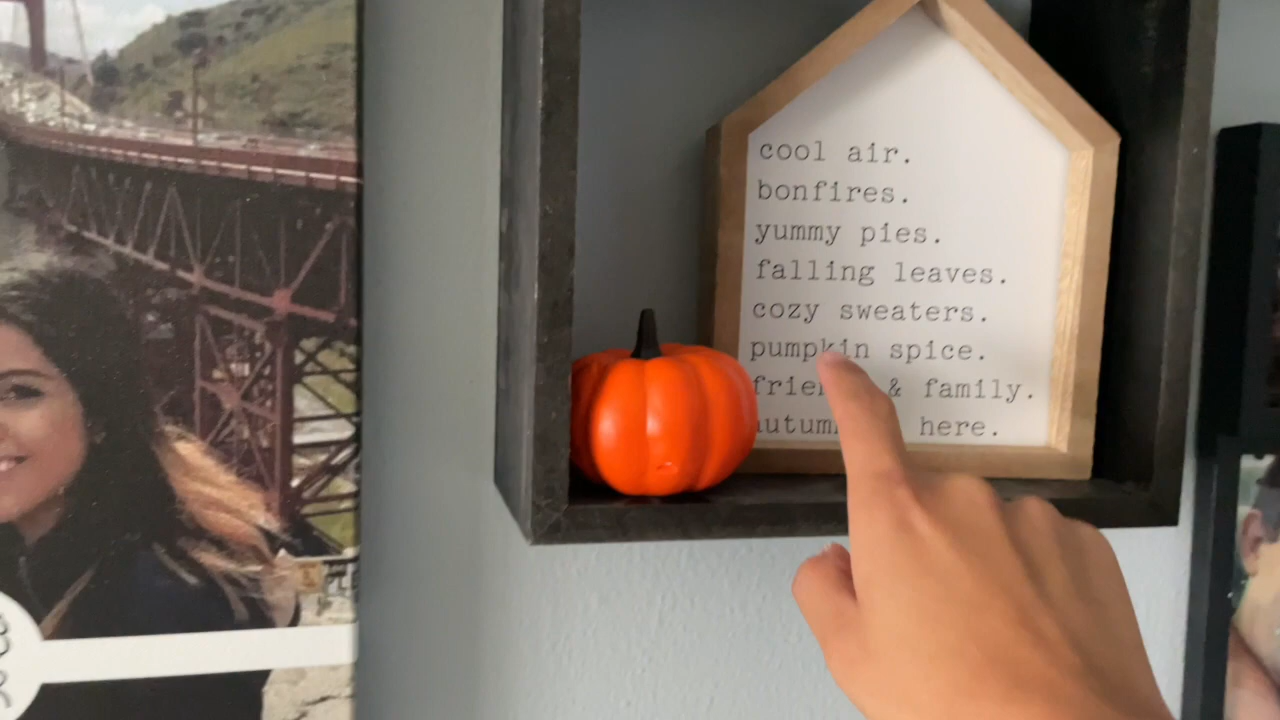 cool air.
bonfires.
yummy pies.
falling leaves.
cozy sweaters.
pumpkin spice.
& family.
here.